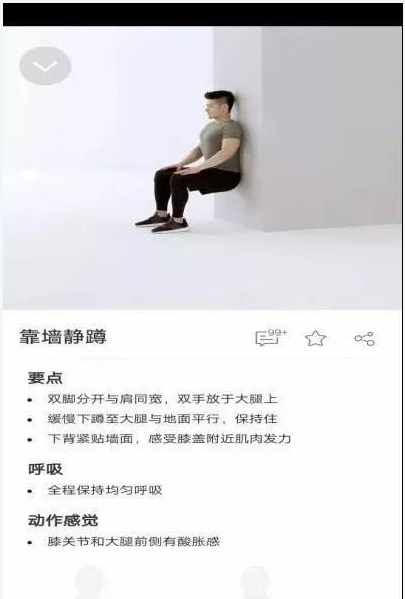 靠墙静蹲
99+
要点
• 双脚分开与肩同宽，双手放于大腿上
• 缓慢下蹲至大腿与地面平行，保持住
• 下背紧贴墙面，感受膝盖附近肌肉发力
呼吸
• 全程保持均匀呼吸
动作感觉
• 膝关节和大腿前侧有酸胀感